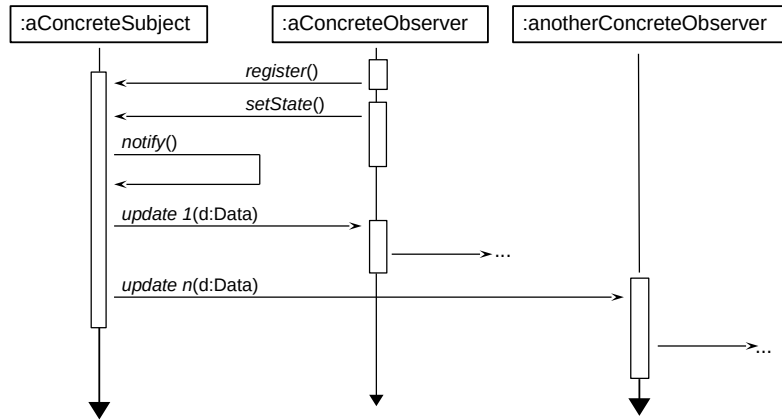 :aConcreteSubject
:aConcreteObserver
:anotherConcreteObserver
register()
setState()
notify()
update 1(d:Data)
...
update n(d:Data)
...